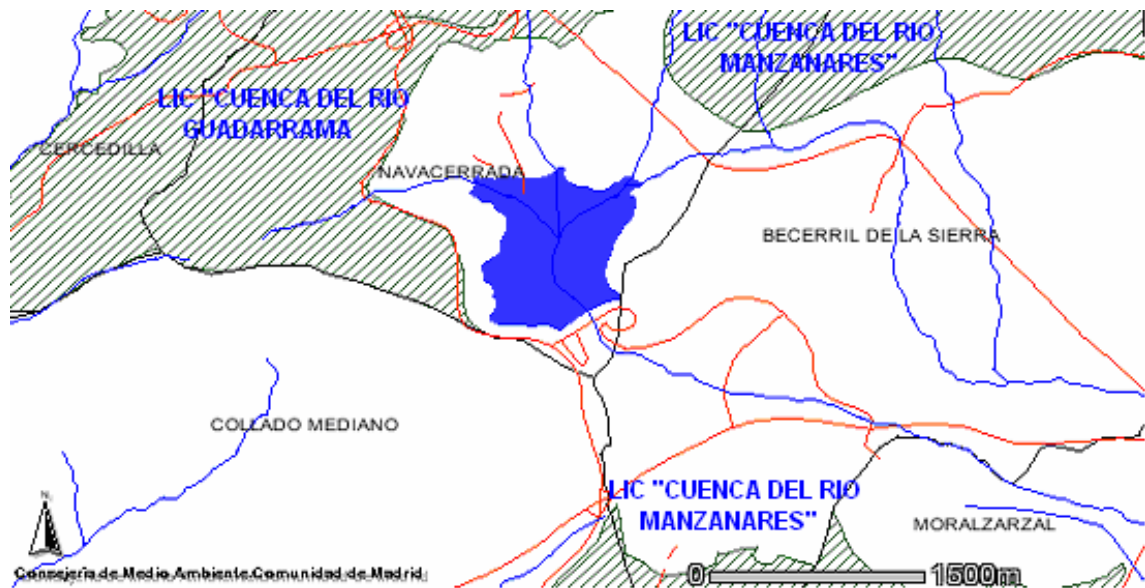 LIC "CUENCA DEL RIO
MANZANARES"
LIC "CUENCA DEL RIO
GUADARRAMA
CERCEDILLA
NAVACERRADA
BECERRIL DE LA SIERRA
COLLADO MEDIANO
LIC "CUENCA DEL RIO
MANZANARES"
MORALZARZAL
N
Consejería de Medio Ambiente.Comunidad de Madrid
0 1500m